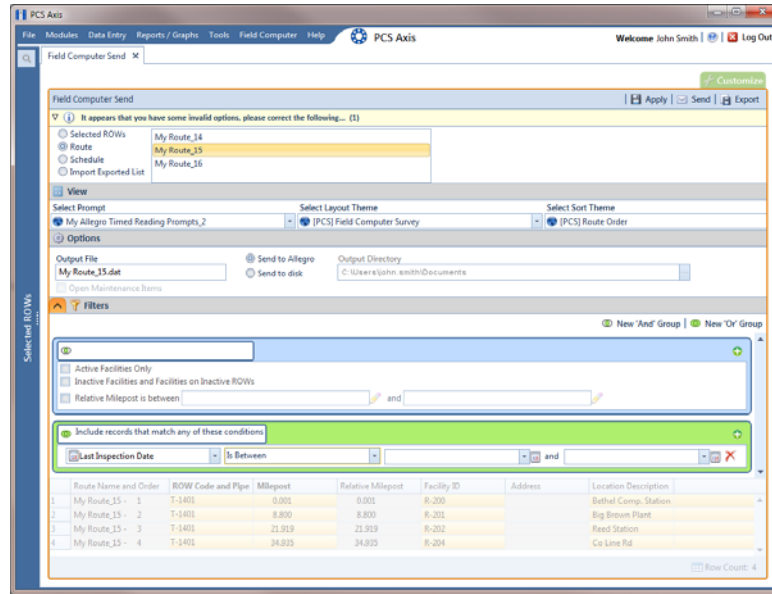 PCS Axis
File Modules Data Entry Reports / Graphs Tools Field Computer Help PCS Axis Welcome John Smith | | Log Out
Field Computer Send
Customize
Field Computer Send | Apply | Send | Export
It appears that you have some invalid options, please correct the following... (1)
Selected ROWs
Route
Schedule
Import Exported List
My Route_14
My Route_15
My Route_16
View
Select Prompt Select Layout Theme Select Sort Theme
My Allegro Timed Reading Prompts_2 [PCS] Field Computer Survey [PCS] Route Order
Options
Output File Send to Allegro Output Directory
My Route_15.dat Send to disk C:\Users\john.smith\Documents
Open Maintenance Items
Filters
Selected ROWs
New 'And' Group | New 'Or' Group
Active Facilities Only
Inactive Facilities and Facilities on Inactive ROWs
Relative Milepost is between and
Include records that match any of these conditions
Last Inspection Date Is Between and
Route Name and Order ROW Code and Pipe Milepost Relative Milepost Facility ID Address Location Description
1 My Route_15 - 1 T-1401 0.001 0.001 R-200 Bethel Comp. Station
2 My Route_15 - 2 T-1401 8.800 8.800 R-201 Big Brown Plant
3 My Route_15 - 3 T-1401 21.919 21.919 R-202 Reed Station
4 My Route_15 - 4 T-1401 34.935 34.935 R-204 Co Line Rd
Row Count: 4